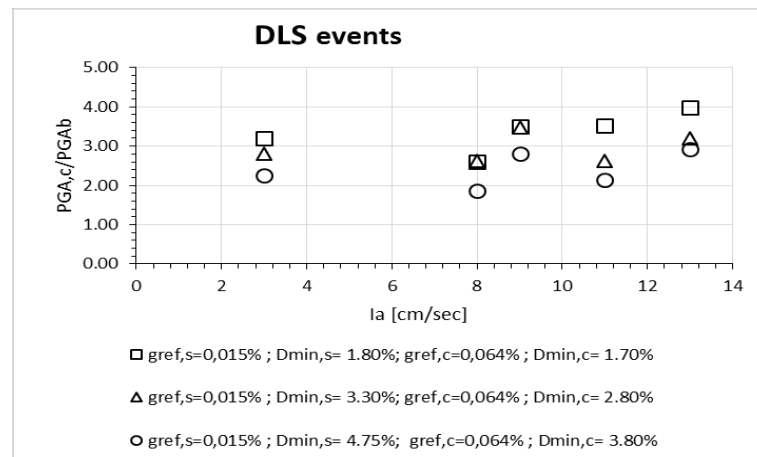 DLS events
5.00
4.00
3.00
2.00
1.00
0.00
PGA,c/PGAb
0 2 4 6 8 10 12 14
Ia [cm/sec]
gref,s=0,015% ; Dmin,s= 1.80%; gref,c=0,064% ; Dmin,c= 1.70%
gref,s=0,015% ; Dmin,s= 3.30%; gref,c=0,064% ; Dmin,c= 2.80%
gref,s=0,015% ; Dmin,s= 4.75%; gref,c=0,064% ; Dmin,c= 3.80%